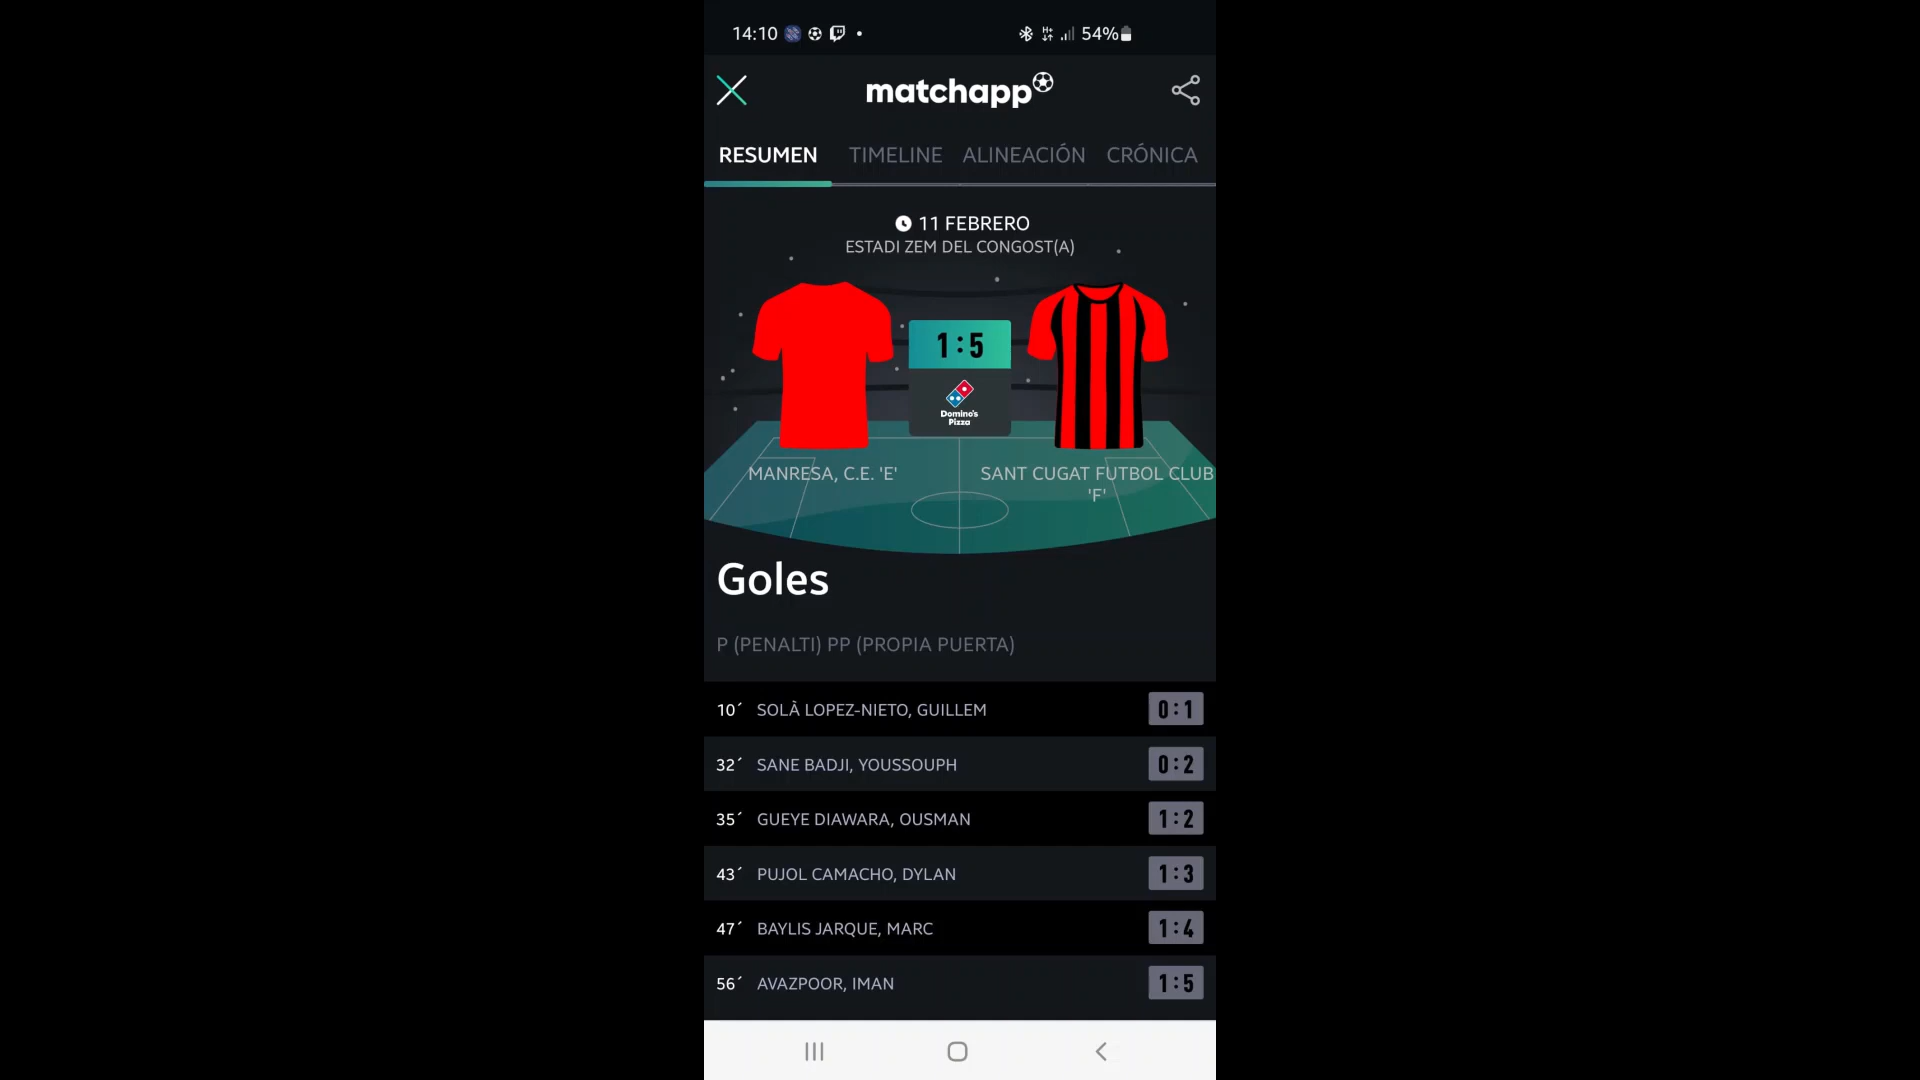 14:10 54%
matchapp
RESUMEN TIMELINE ALINEACIÓN CRÓNICA
11 FEBRERO
ESTADI ZEM DEL CONGOST(A)
1:5
Domino's
Pizza
MANRESA, C.E. 'E' SANT CUGAT FUTBOL CLUB
'F'
Goles
P (PENALTI) PP (PROPIA PUERTA)
10´ SOLÀ LOPEZ-NIETO, GUILLEM 0:1
32´ SANE BADJI, YOUSSOUPH 0:2
35´ GUEYE DIAWARA, OUSMAN 1:2
43´ PUJOL CAMACHO, DYLAN 1:3
47´ BAYLIS JARQUE, MARC 1:4
56´ AVAZPOOR, IMAN 1:5